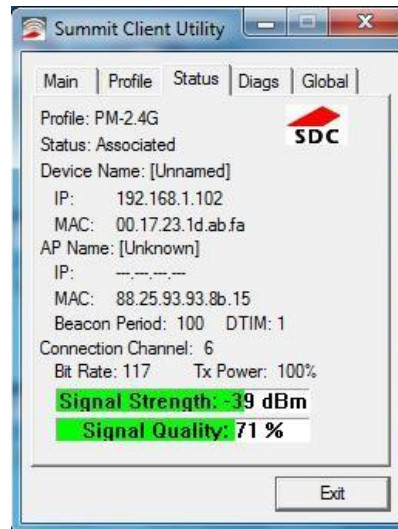 Summit Client Utility
Main Profile Status Diags Global
Profile: PM-2.4G
SDC
Status: Associated
Device Name: [Unnamed]
IP: 192.168.1.102
MAC: 00.17.23.1d.ab.fa
AP Name: [Unknown]
IP: ---.---.---.---
MAC: 88.25.93.93.8b.15
Beacon Period: 100 DTIM: 1
Connection Channel: 6
Bit Rate: 117 Tx Power: 100%
Signal Strength: -39 dBm
Signal Quality: 71 %
Exit